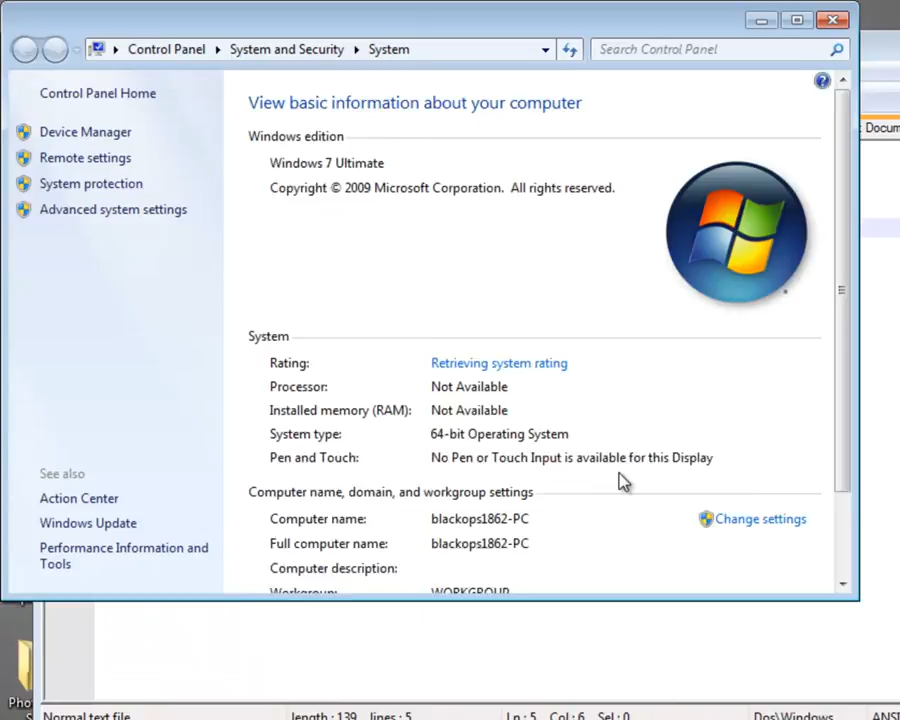 Control Panel ▸ System and Security ▸ System
Search Control Panel
Control Panel Home
Device Manager
Remote settings
System protection
Advanced system settings
See also
Action Center
Windows Update
Performance Information and
Tools
View basic information about your computer
Windows edition
Windows 7 Ultimate
Copyright © 2009 Microsoft Corporation. All rights reserved.
System
Rating: Retrieving system rating
Processor: Not Available
Installed memory (RAM): Not Available
System type: 64-bit Operating System
Pen and Touch: No Pen or Touch Input is available for this Display
Computer name, domain, and workgroup settings
Computer name: blackops1862-PC
Change settings
Full computer name: blackops1862-PC
Computer description:
Workgroup: WORKGROUP
Docum
Pho
Normal text file length : 139 lines : 5 Ln : 5 Col : 6 Sel : 0 Dos\Windows ANS